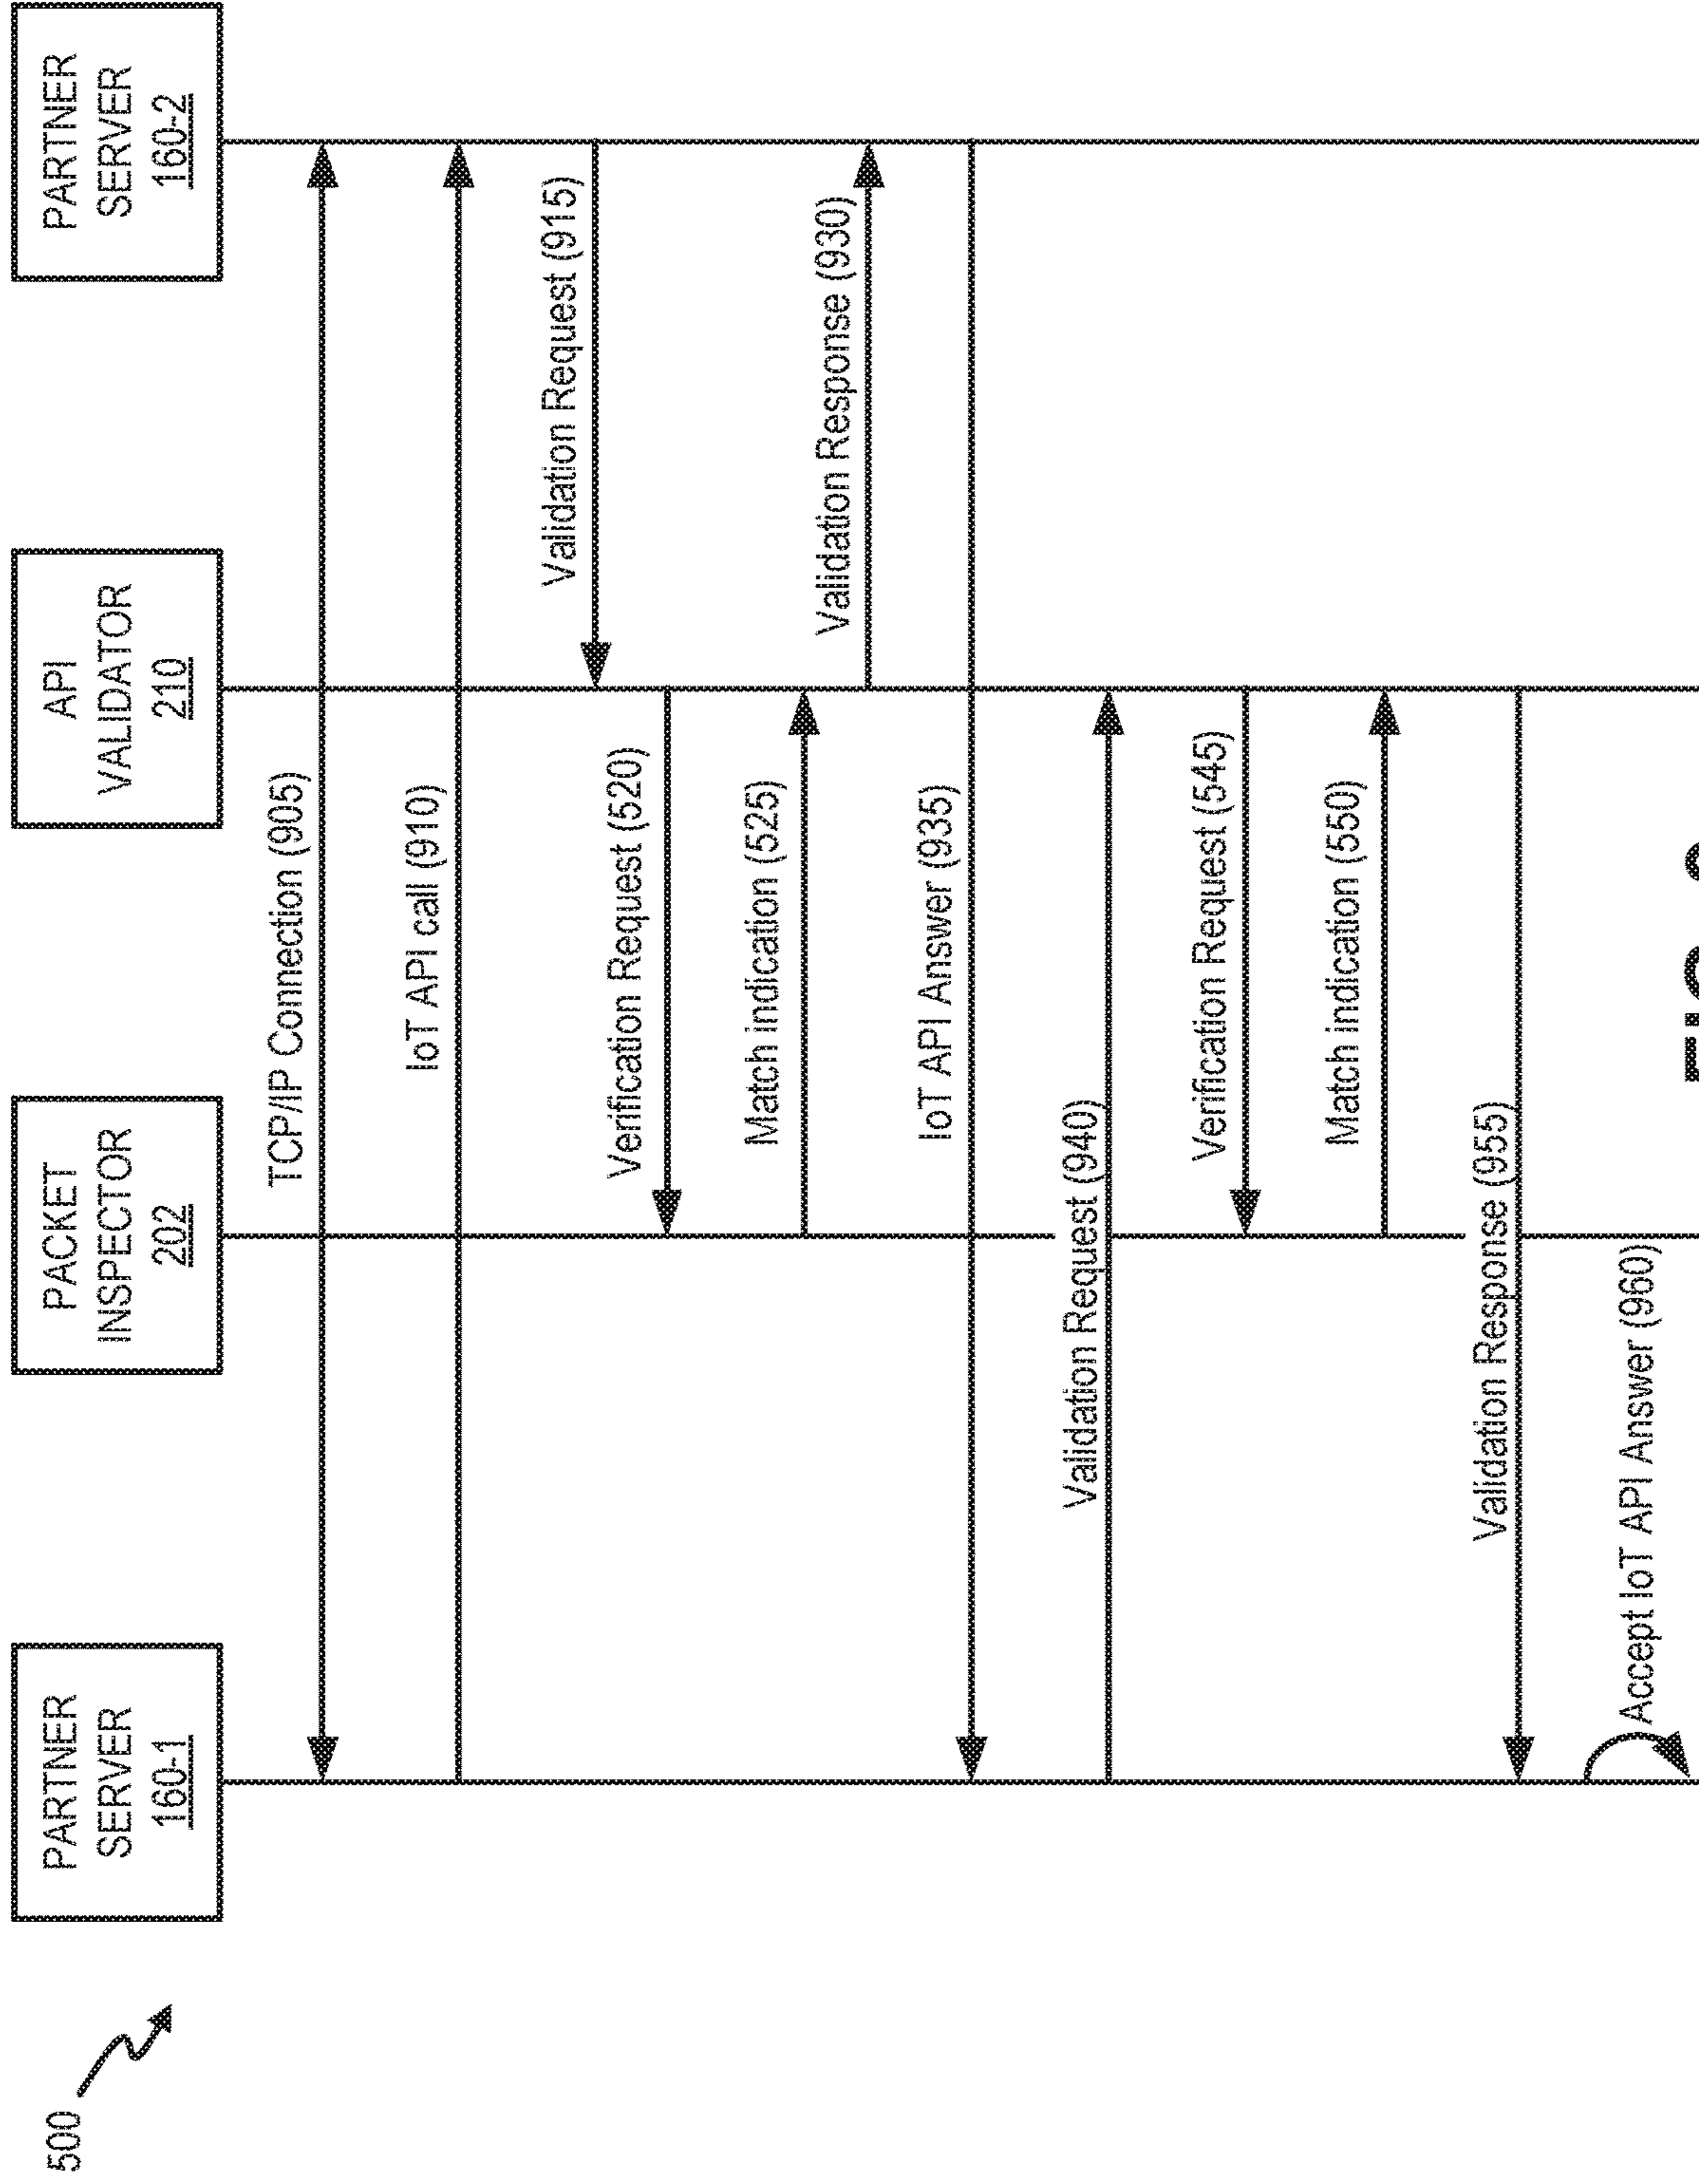 500
PARTNER
SERVER
160-1
PACKET
INSPECTOR
202
API
VALIDATOR
210
PARTNER
SERVER
160-2
TCP/IP Connection (905)
IoT API call (910)
Validation Request (915)
Verification Request (520)
Match indication (525)
Validation Response (930)
IoT API Answer (935)
Validation Request (940)
Verification Request (545)
Match indication (550)
Validation Response (955)
Accept IoT API Answer (960)